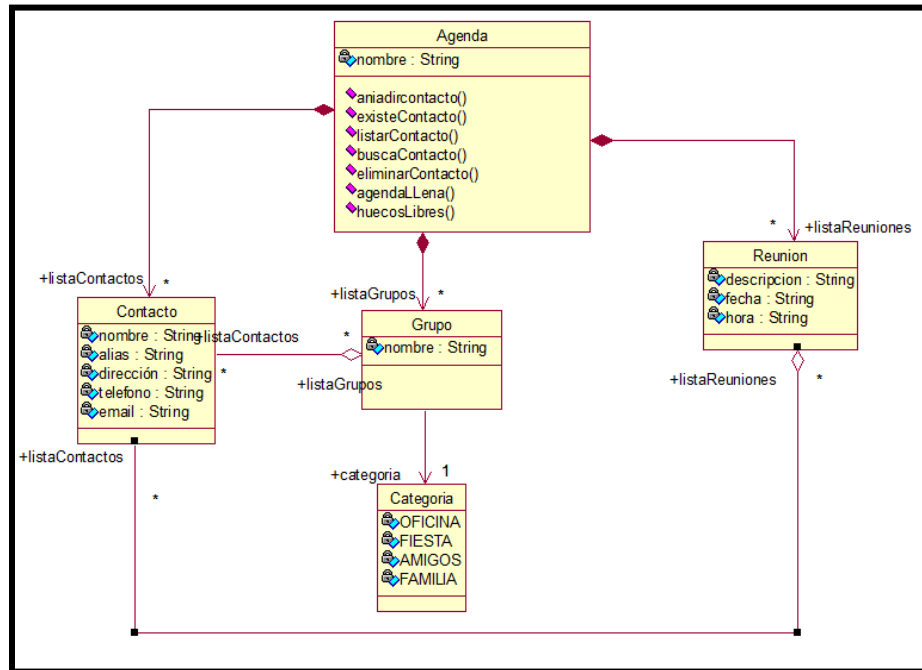 Agenda
nombre : String
aniadircontacto()
existeContacto()
listarContacto()
buscaContacto()
eliminarContacto()
agendaLLena()
huecosLibres()
* +listaReuniones
Reunion
descripcion : String
fecha : String
hora : String
+listaReuniones *
+listaContactos *
Contacto
nombre : String
alias : String
dirección : String
telefono : String
email : String
+listaContactos
*
+listaGrupos *
Grupo
nombre : String
+listaContactos *
*
+listaGrupos
+categoria 1
Categoria
OFICINA
FIESTA
AMIGOS
FAMILIA